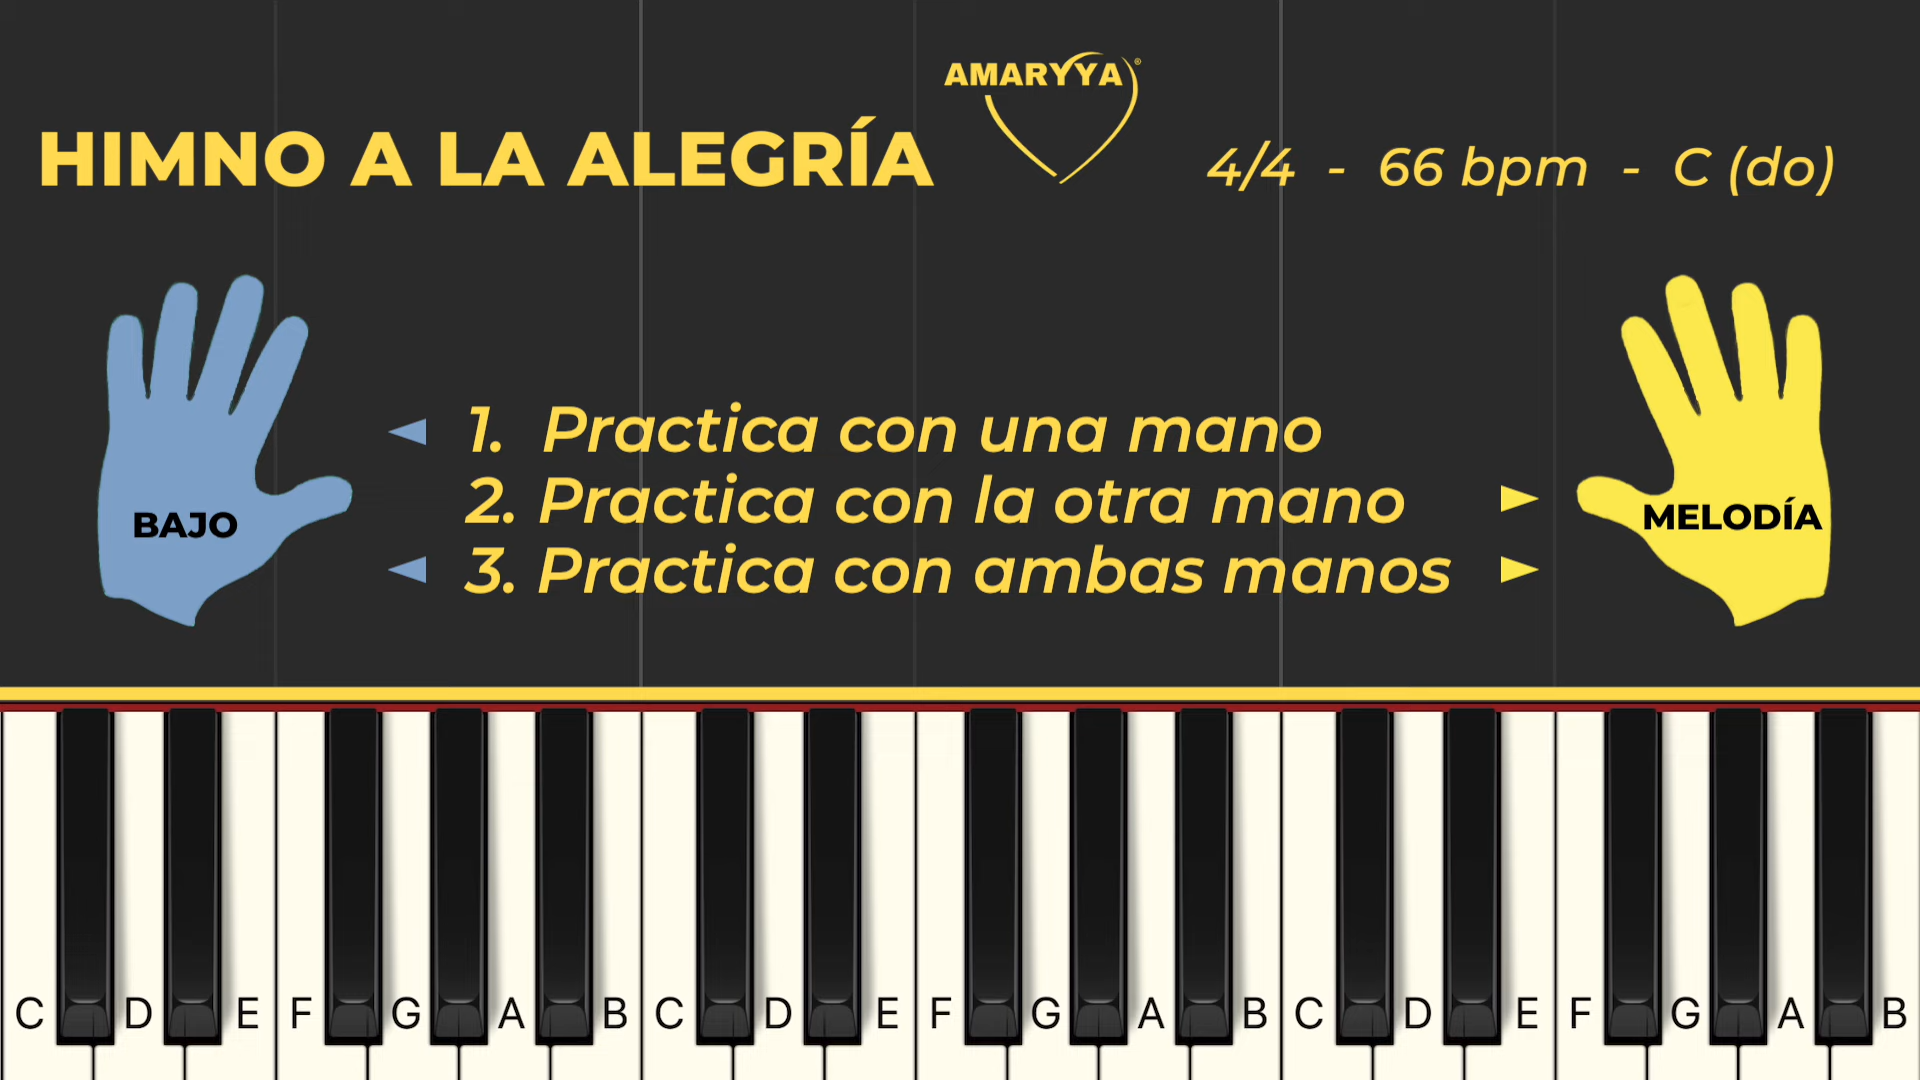 AMARYYA®
HIMNO A LA ALEGRÍA
4/4 - 66 bpm - C (do)
1. Practica con una mano
2. Practica con la otra mano
3. Practica con ambas manos
BAJO
MELODÍA
C D E F G A B C D E F G A B C D E F G A B